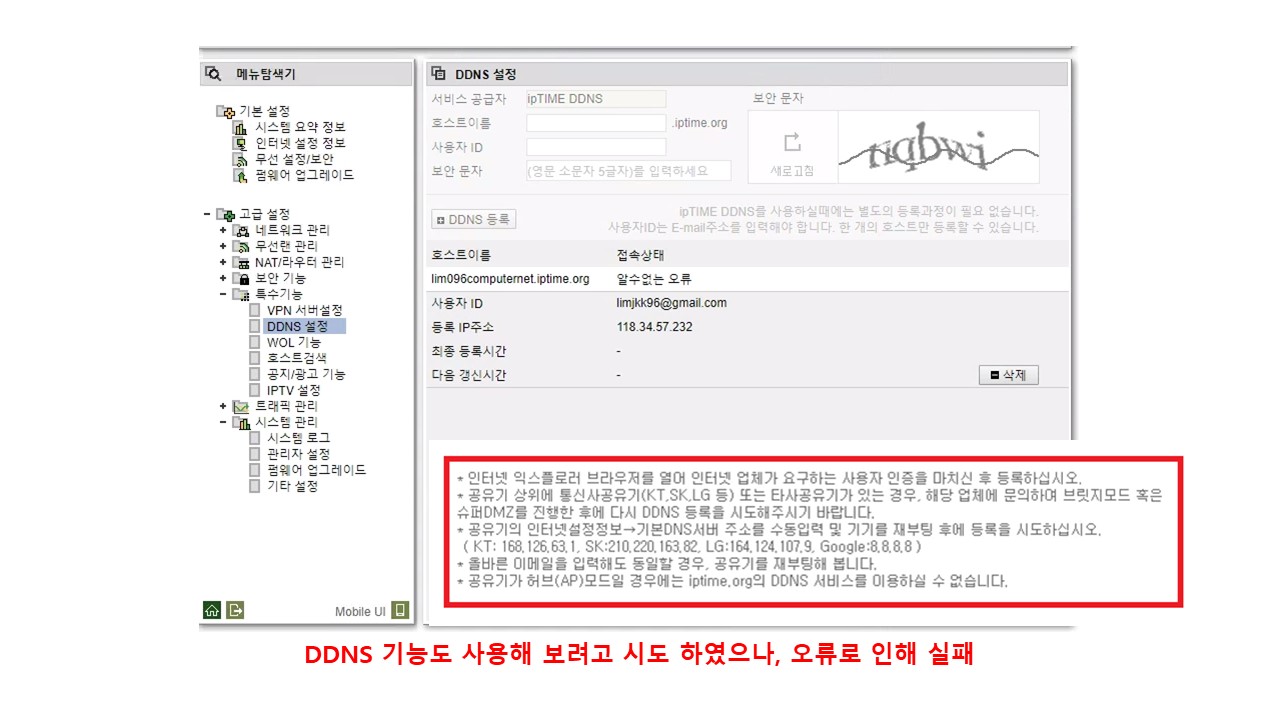 메뉴탐색기
기본 설정
시스템 요약 정보
인터넷 설정 정보
무선 설정/보안
펌웨어 업그레이드
고급 설정
네트워크 관리
무선랜 관리
NAT/라우터 관리
보안 기능
특수기능
VPN 서버설정
DDNS 설정
WOL 기능
호스트검색
공지/광고 기능
IPTV 설정
트래픽 관리
시스템 관리
시스템 로그
관리자 설정
펌웨어 업그레이드
기타 설정
Mobile UI
DDNS 설정
서비스 공급자 ipTIME DDNS
호스트이름 .iptime.org
사용자 ID
보안 문자 (영문 소문자 5글자)를 입력하세요
보안 문자
새로고침
nqbwi
DDNS 등록
ipTIME DDNS를 사용하실때에는 별도의 등록과정이 필요 없습니다.
사용자ID는 E-mail주소를 입력해야 합니다. 한 개의 호스트만 등록할 수 있습니다.
호스트이름 접속상태
lim096computernet.iptime.org 알수없는 오류
사용자 ID limjkk96@gmail.com
등록 IP주소 118.34.57.232
최종 등록시간 -
다음 갱신시간 -
삭제
* 인터넷 익스플로러 브라우저를 열어 인터넷 업체가 요구하는 사용자 인증을 마치신 후 등록하십시오.
* 공유기 상위에 통신사공유기(KT,SK,LG 등) 또는 타사공유기가 있는 경우, 해당 업체에 문의하여 브릿지모드 혹은
슈퍼DMZ를 진행한 후에 다시 DDNS 등록을 시도해주시기 바랍니다.
* 공유기의 인터넷설정정보→기본DNS서버 주소를 수동입력 및 기기를 재부팅 후에 등록을 시도하십시오.
( KT: 168.126.63.1, SK:210.220.163.82, LG:164.124.107.9, Google:8.8.8.8 )
* 올바른 이메일을 입력해도 동일할 경우, 공유기를 재부팅해 봅니다.
* 공유기가 허브(AP)모드일 경우에는 iptime.org의 DDNS 서비스를 이용하실 수 없습니다.
DDNS 기능도 사용해 보려고 시도 하였으나, 오류로 인해 실패